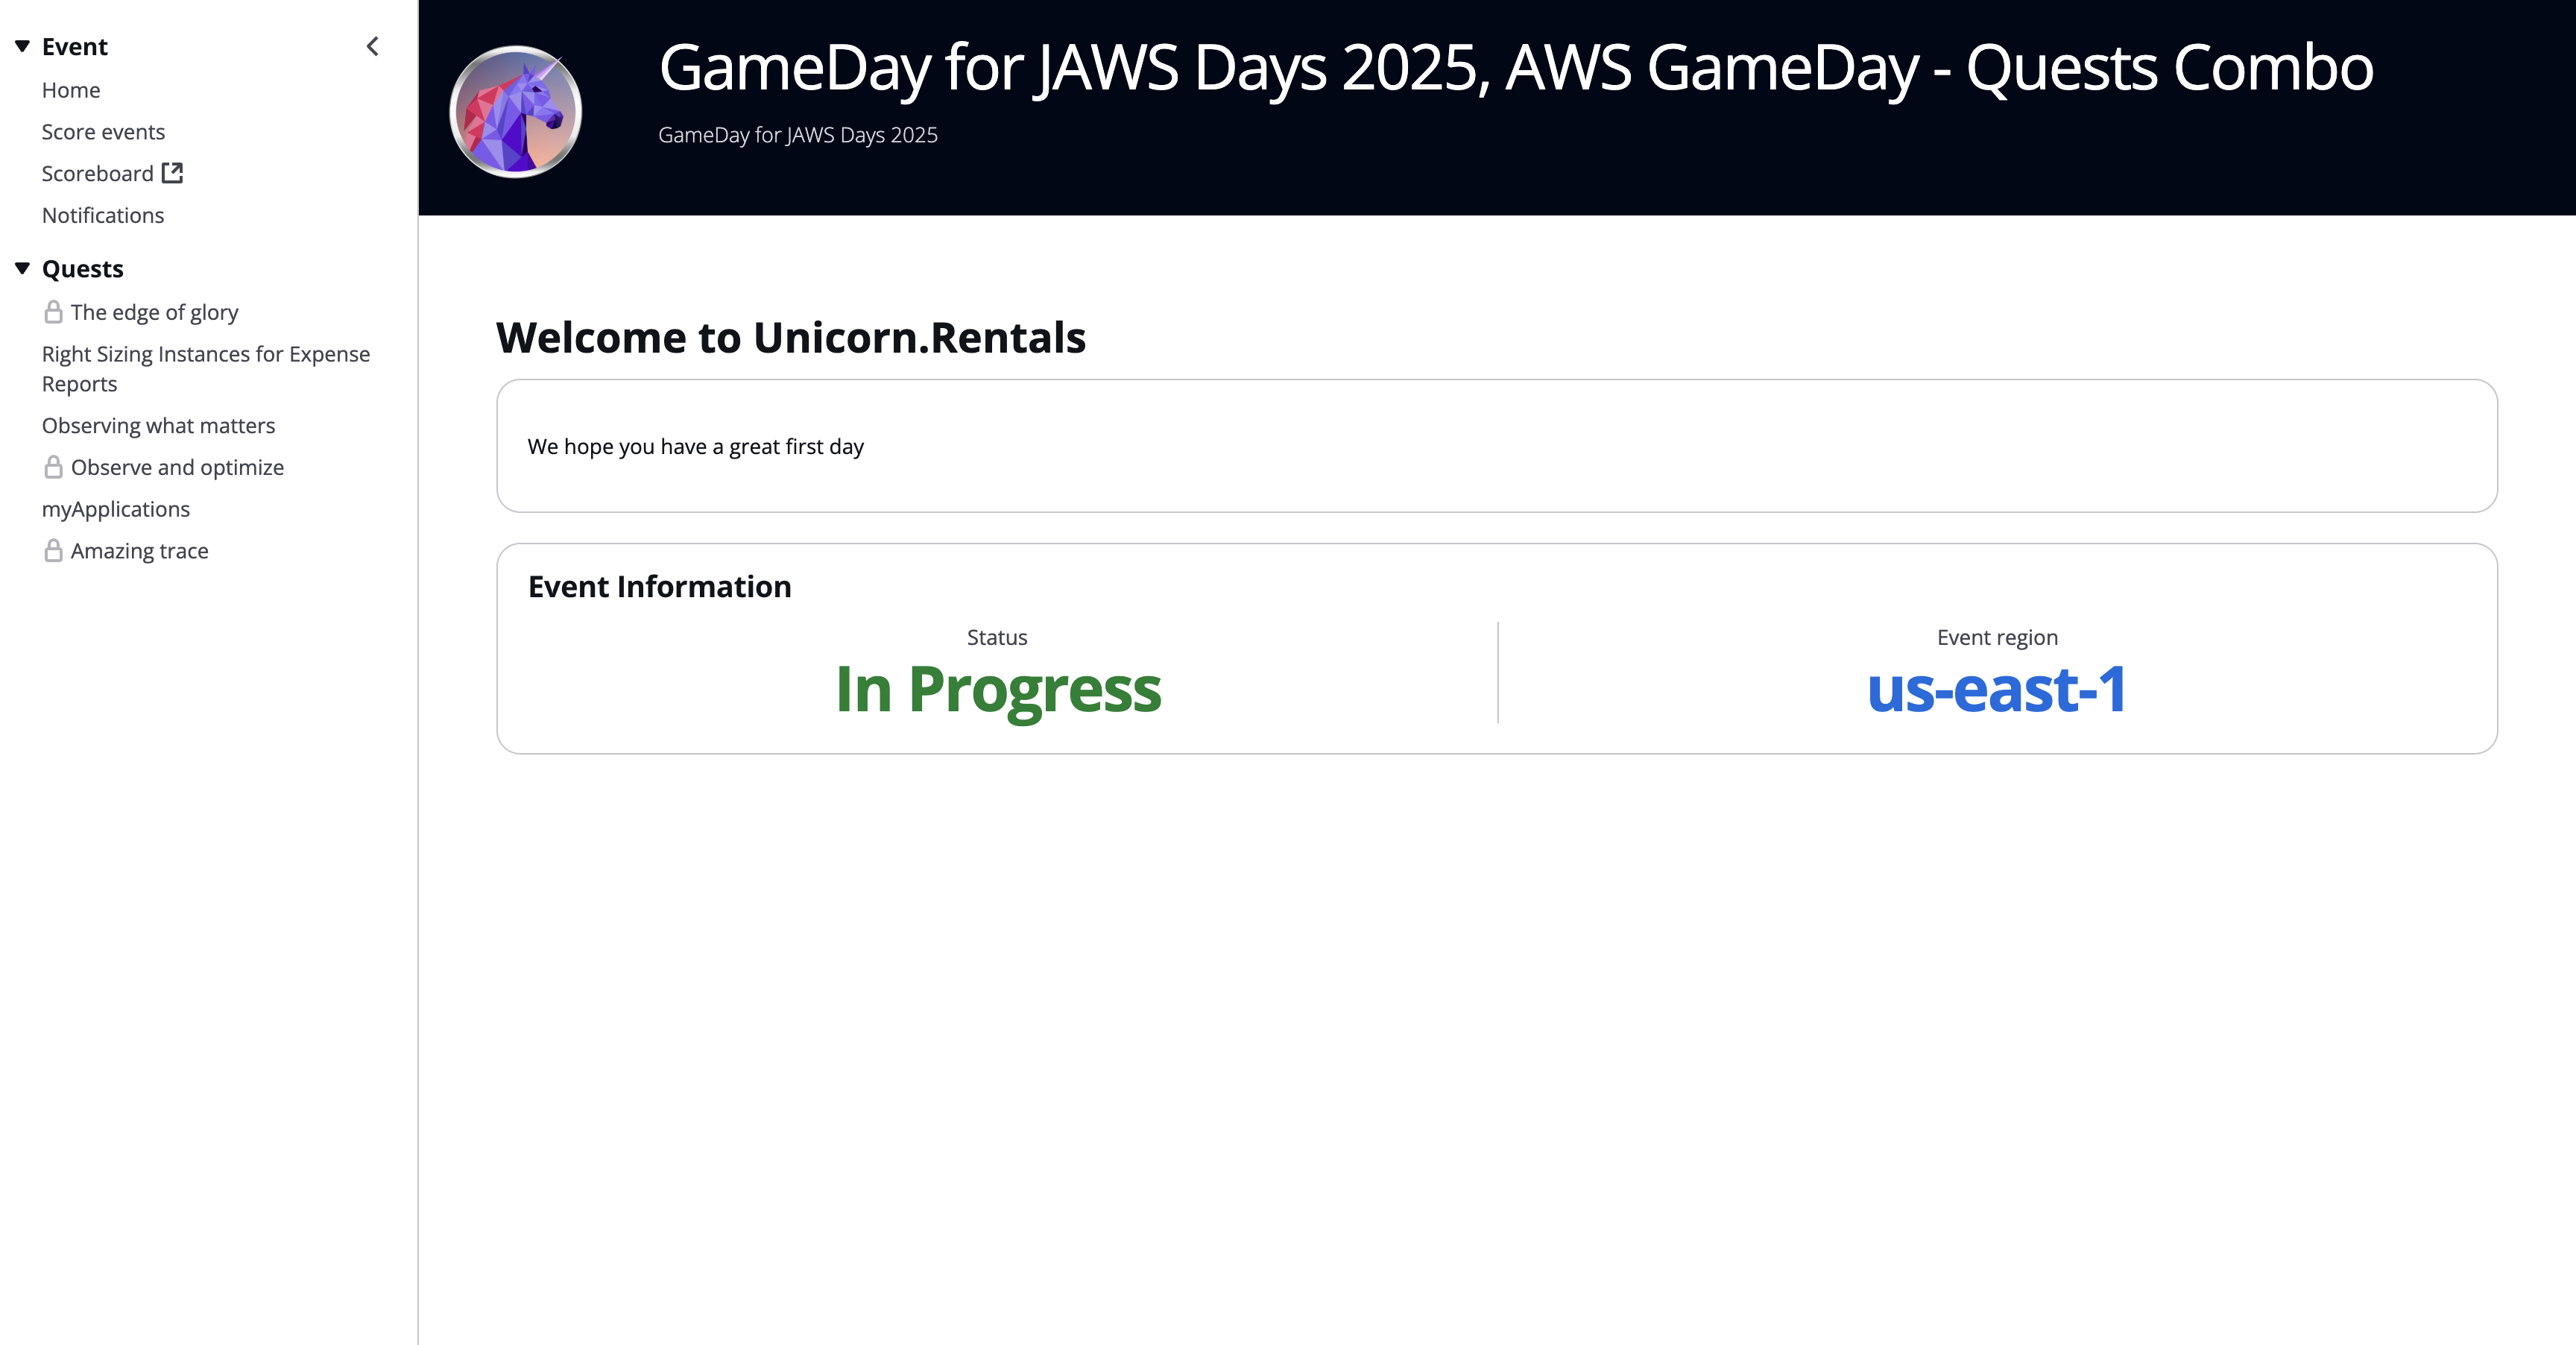 Event
Home
Score events
Scoreboard
Notifications
Quests
The edge of glory
Right Sizing Instances for Expense
Reports
Observing what matters
Observe and optimize
myApplications
Amazing trace
GameDay for JAWS Days 2025, AWS GameDay - Quests Combo
GameDay for JAWS Days 2025
Welcome to Unicorn.Rentals
We hope you have a great first day
Event Information
Status
In Progress
Event region
us-east-1